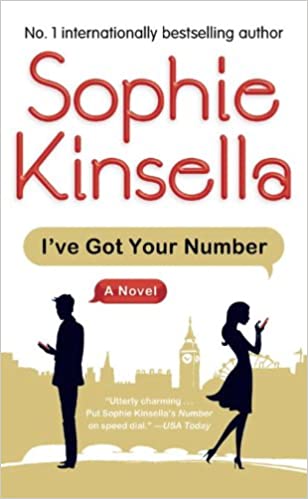 No. 1 internationally bestselling author
Sophie
Kinsella
I've Got Your Number
A Novel
"Utterly charming . . .
Put Sophie Kinsella's Number
on speed dial." —USA Today